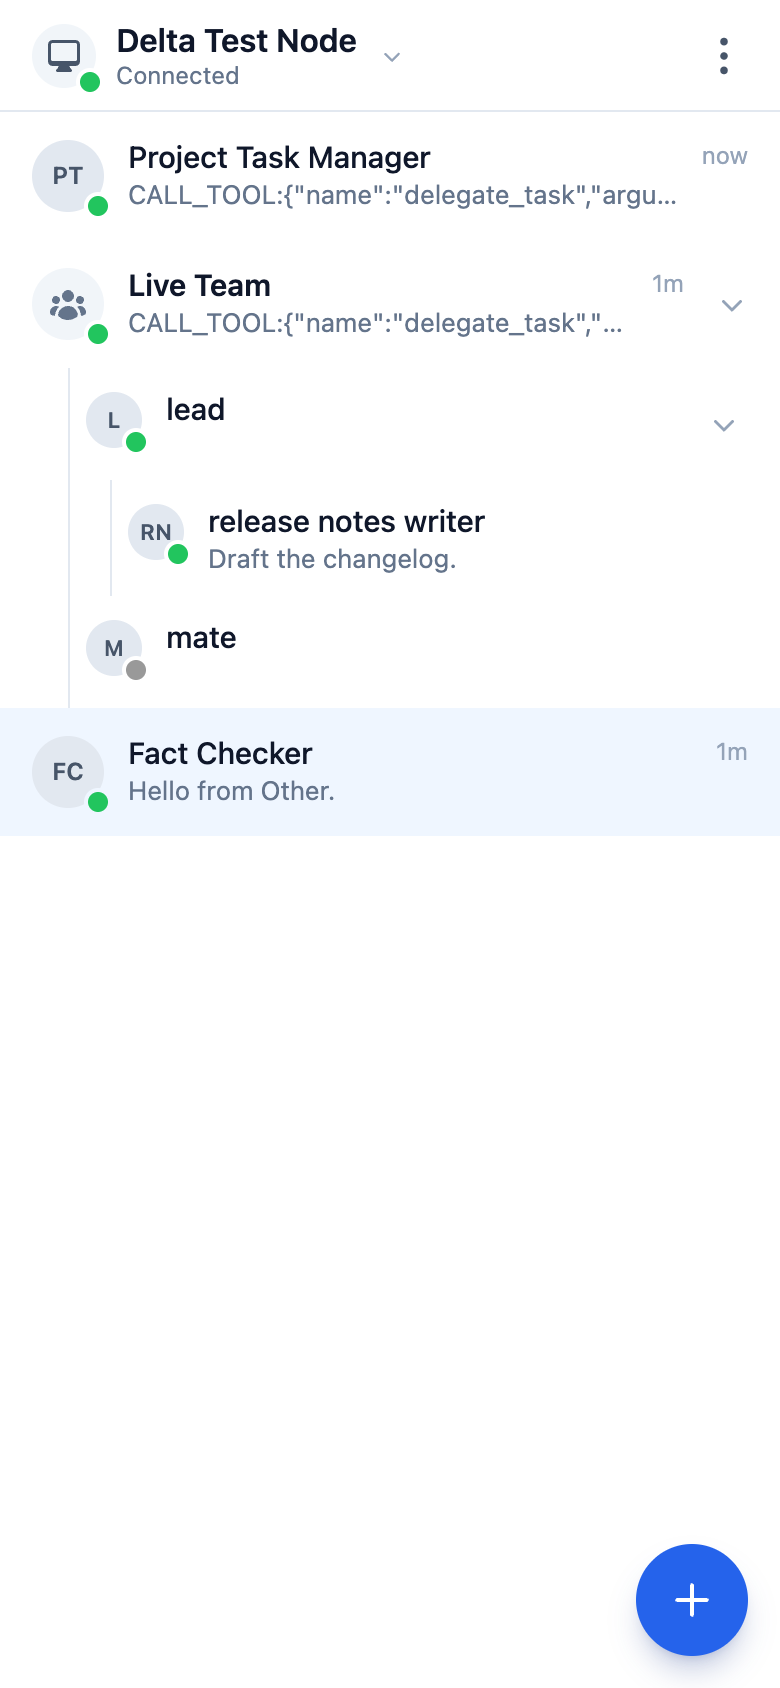 Delta Test Node
Connected
PT
Project Task Manager
now
CALL_TOOL:{"name":"delegate_task","argu...
Live Team
1m
CALL_TOOL:{"name":"delegate_task","...
L
lead
RN
release notes writer
Draft the changelog.
M
mate
FC
Fact Checker
1m
Hello from Other.